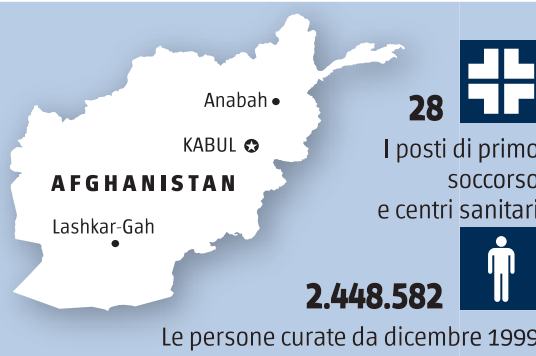 Anabah
28
KABUL
I posti di primo
soccorso
e centri sanitari
AFGHANISTAN
Lashkar-Gah
2.448.582
Le persone curate da dicembre 1999